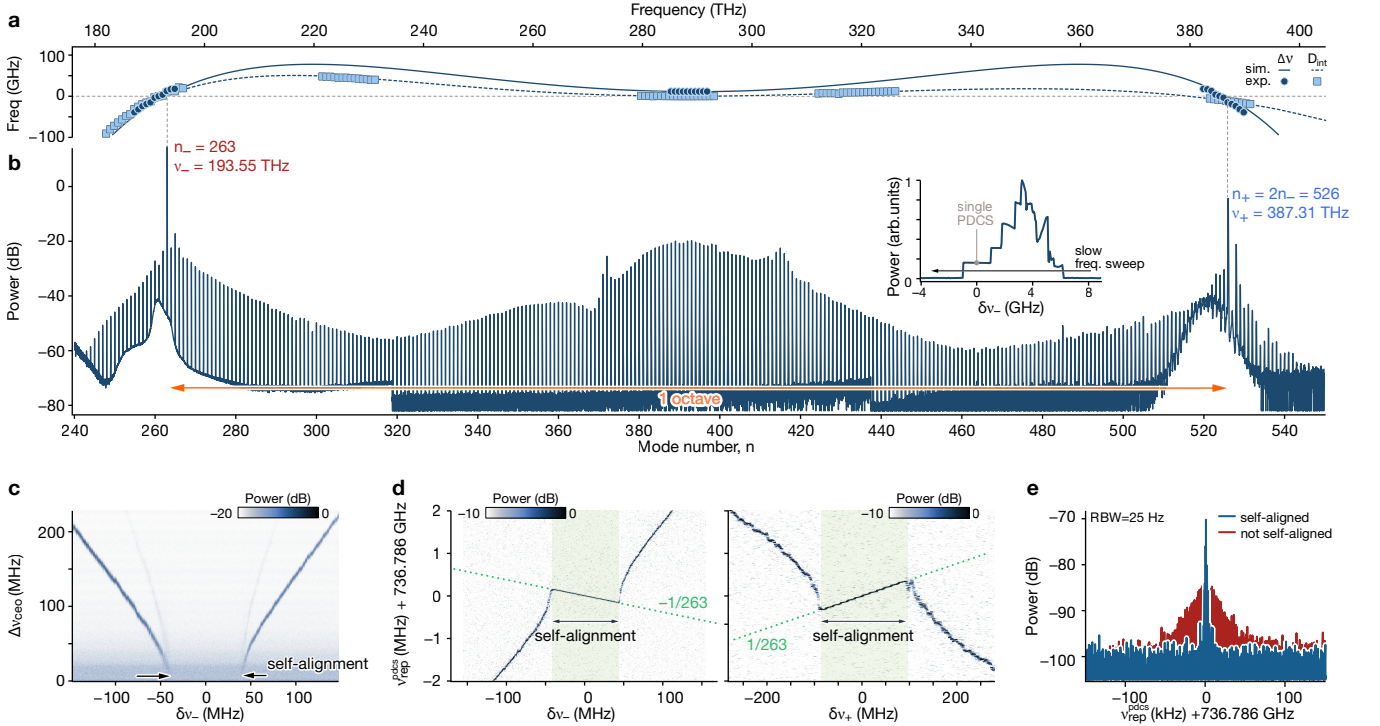 a
Frequency (THz)
180 200 220 240 260 280 300 320 340 360 380 400
Freq (GHz)
100
0
−100
Δν D_int
sim.
exp.
b
n₋ = 263
ν₋ = 193.55 THz
n₊ = 2n₋ = 526
ν₊ = 387.31 THz
Power (dB)
0
−20
−40
−60
−80
1 octave
240 260 280 300 320 340 360 380 400 420 440 460 480 500 520 540
Mode number, n
Power (arb.units)
1
0
single
PDCS
slow
freq. sweep
−4 0 4 8
δν₋ (GHz)
c
Power (dB)
−20 0
Δν_ceo (MHz)
200
100
0
self-alignment
−100 −50 0 50 100
δν₋ (MHz)
d
Power (dB)
−10 0
ν_rep^pdcs (MHz) + 736.786 GHz
2
1
0
−1
−2
−1/263
self-alignment
−100 0 100
δν₋ (MHz)
Power (dB)
−10 0
1/263
self-alignment
−200 0 200
δν₊ (MHz)
e
RBW=25 Hz
self-aligned
not self-aligned
Power (dB)
−70
−80
−90
−100
−100 0 100
ν_rep^pdcs (kHz) +736.786 GHz